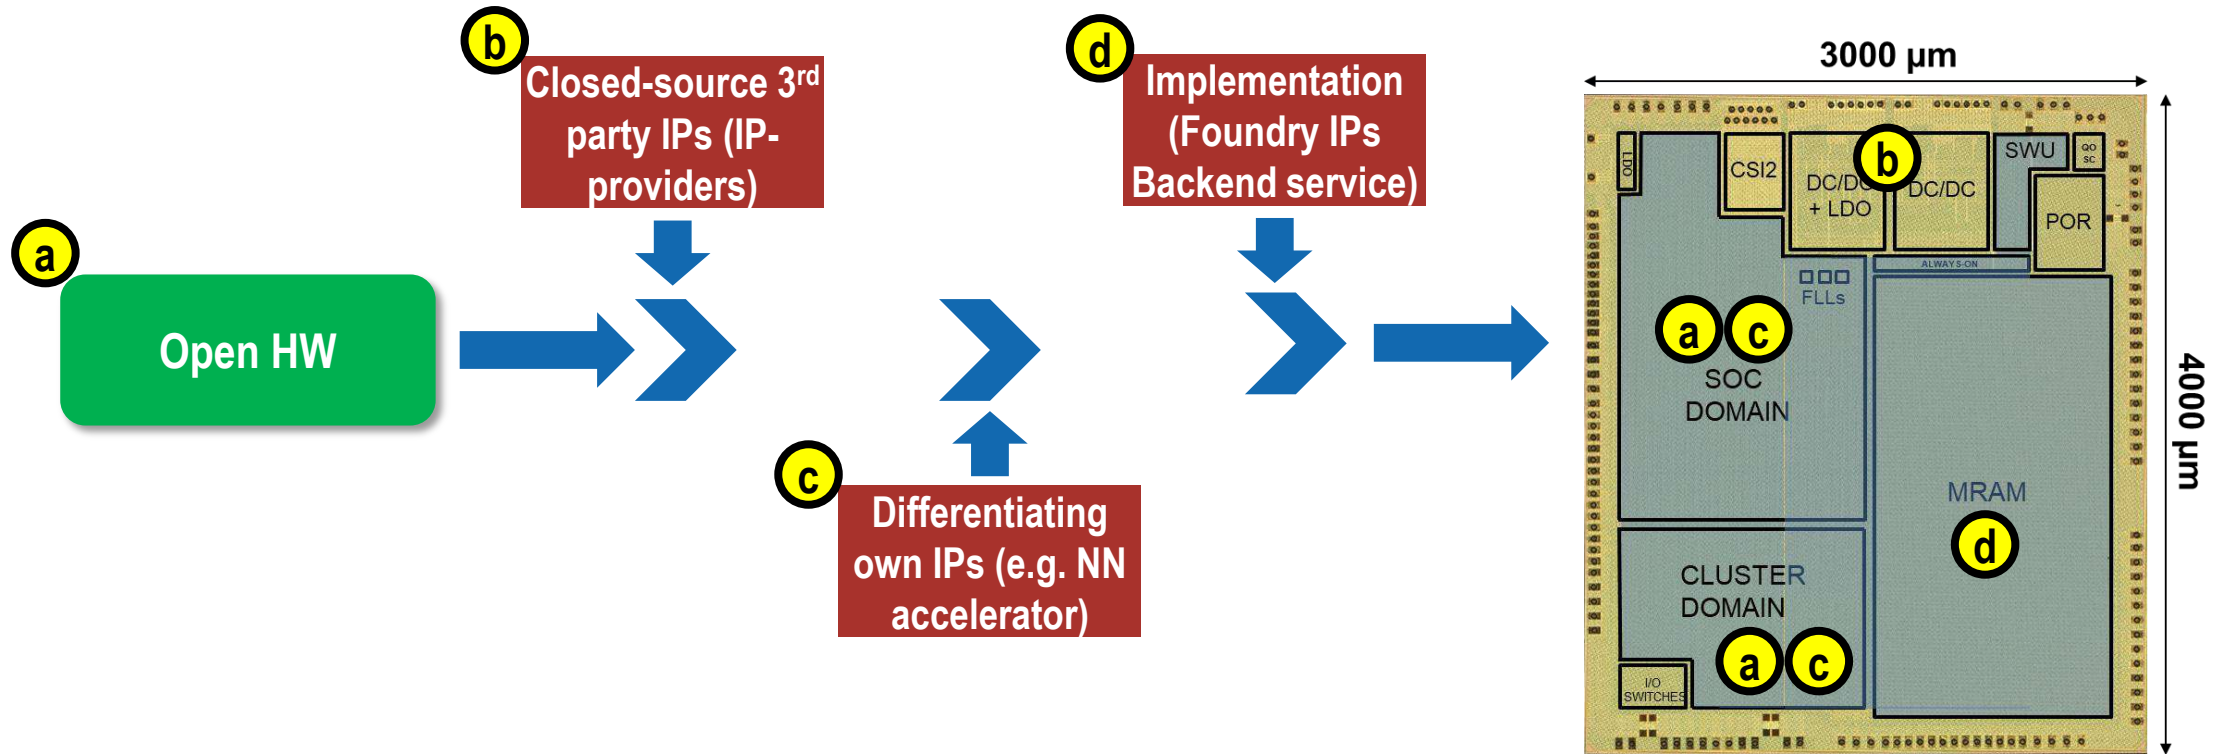 a
Open HW
b
Closed-source 3rd
party IPs (IP-
providers)
c
Differentiating
own IPs (e.g. NN
accelerator)
d
Implementation
(Foundry IPs
Backend service)
3000 µm
4000 µm
LDO
CSI2
DC/DC
+ LDO
b
DC/DC
SWU
QO
SC
POR
ALWAYS-ON
FLLs
a c
SOC
DOMAIN
MRAM
d
CLUSTER
DOMAIN
a c
I/O
SWITCHES